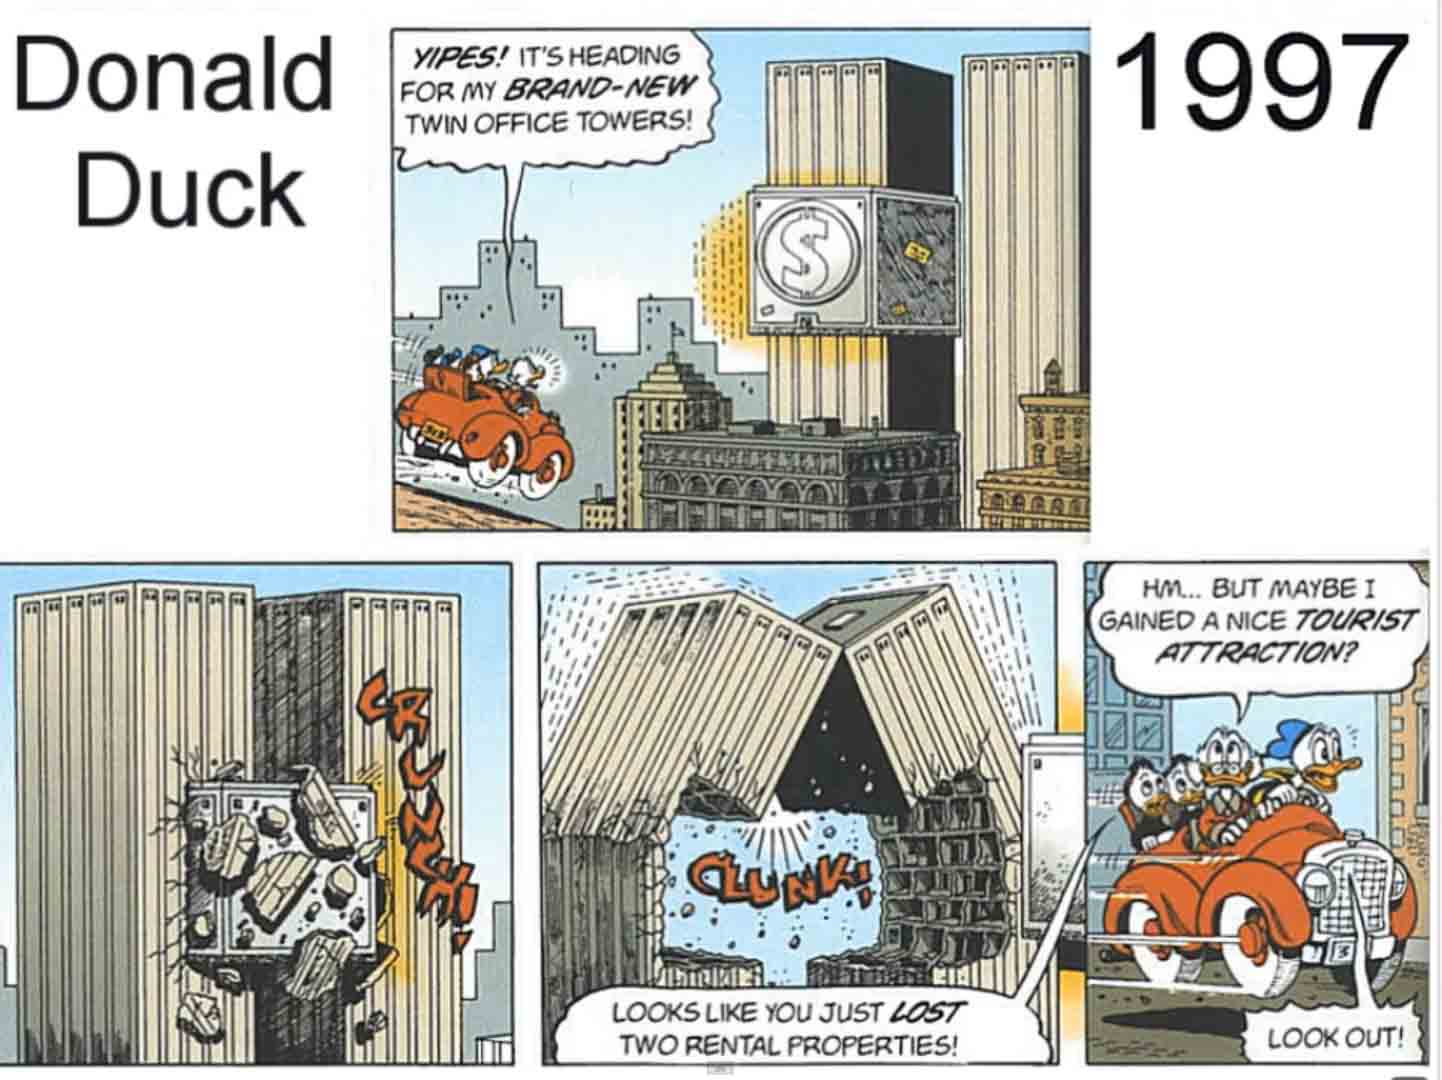 Donald
Duck
1997
YIPES! IT'S HEADING
FOR MY BRAND-NEW
TWIN OFFICE TOWERS!
$
CRUNCH!
CLUNK!
LOOKS LIKE YOU JUST LOST
TWO RENTAL PROPERTIES!
HM... BUT MAYBE I
GAINED A NICE TOURIST
ATTRACTION?
LOOK OUT!